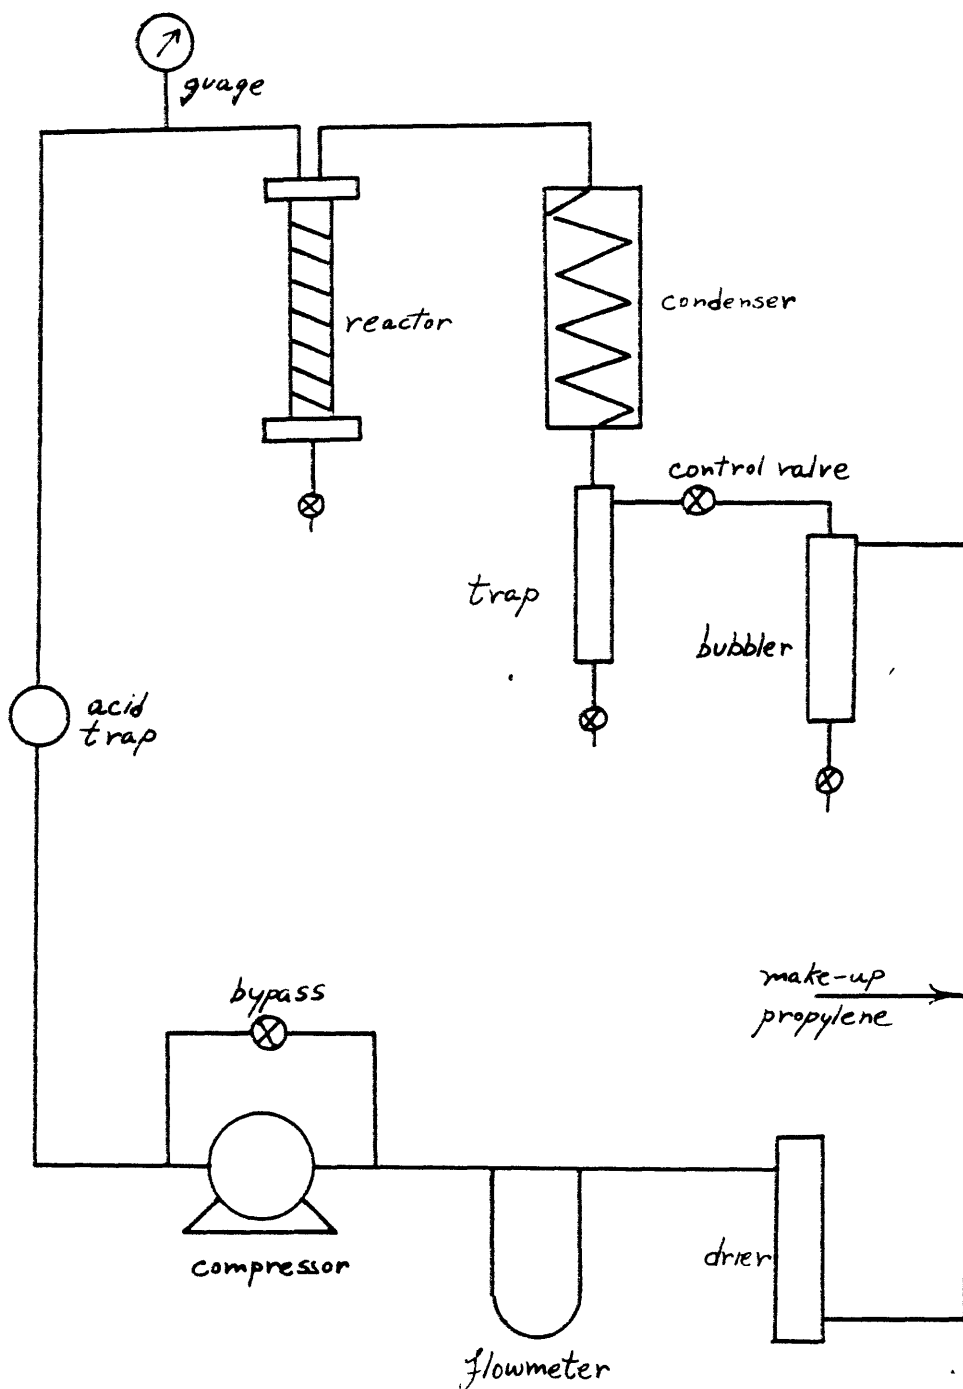 guage
reactor
condenser
control valve
trap
bubbler
acid
trap
bypass
make-up
propylene
compressor
drier
flowmeter